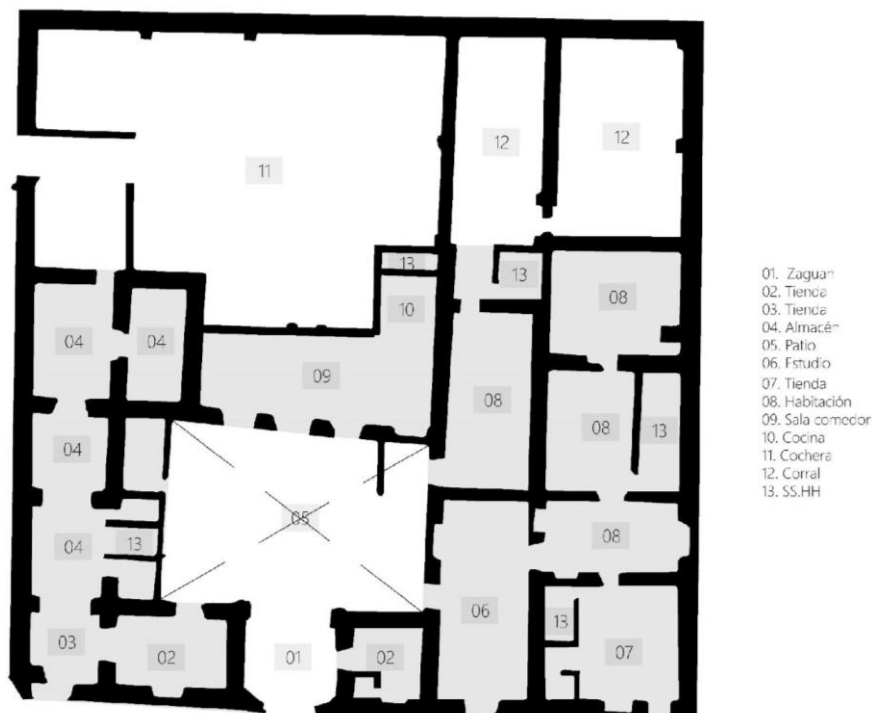 12
12
11
13
13
10
08
04
04
09
08
08
13
04
05
04
13
08
06
13
03
02
01
02
07
01. Zaguan
02. Tienda
03. Tienda
04. Almacén
05. Patio
06. Estudio
07. Tienda
08. Habitación
09. Sala comedor
10. Cocina
11. Cochera
12. Corral
13. SS.HH